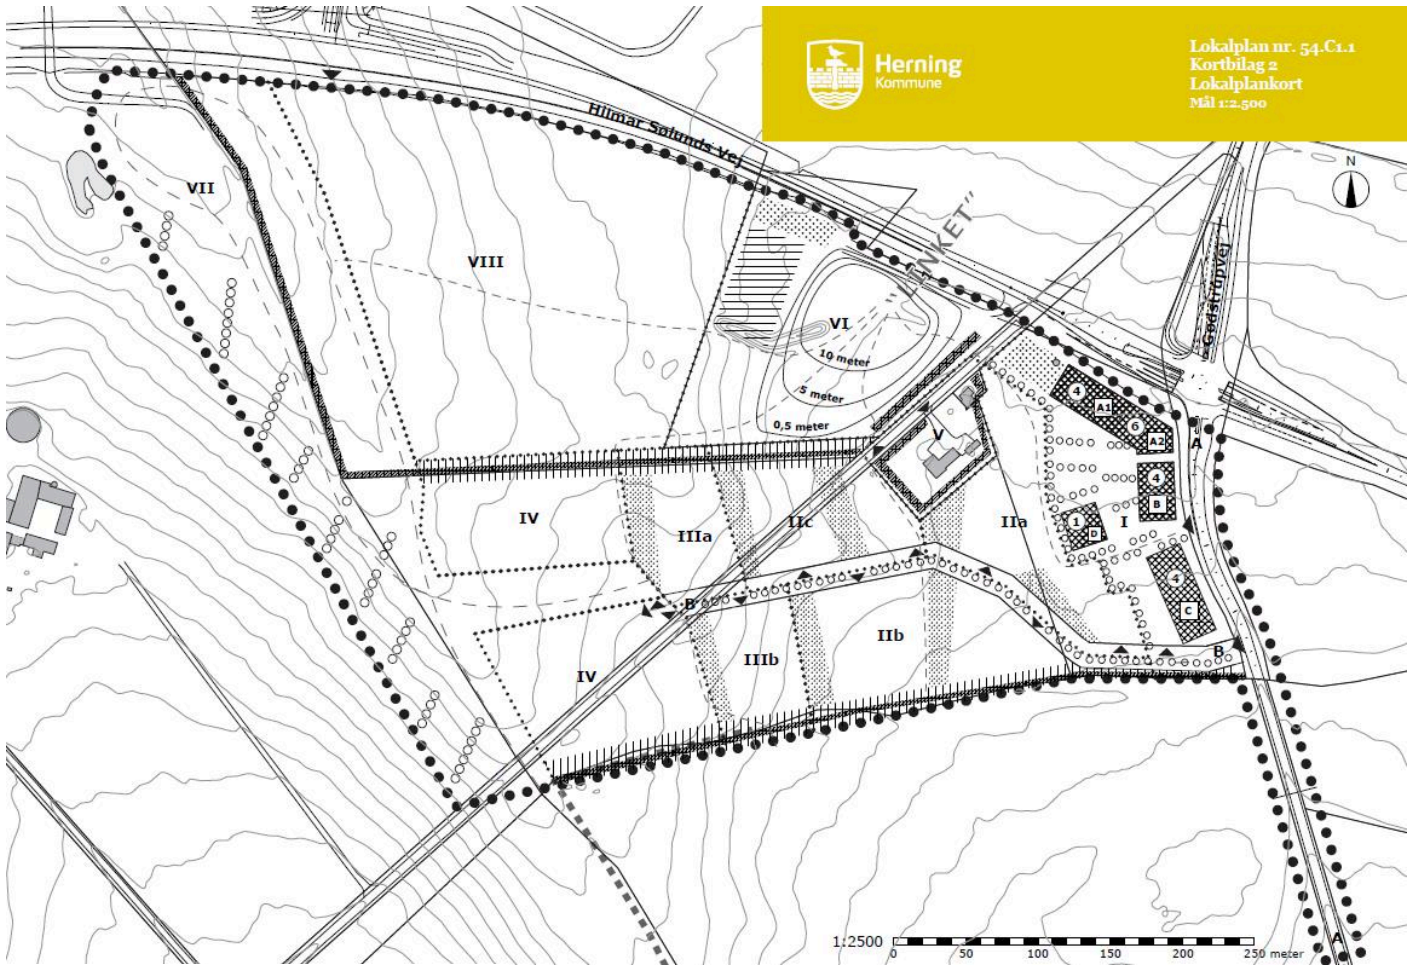 Herning
Kommune
Lokalplan nr. 54.C1.1
Kortbilag 2
Lokalplankort
Mål 1:2.500
Hilmar Sølunds Vej
N
VII
"LINKET"
Godstrupvej
VIII
VI
10 meter
5 meter
0,5 meter
4
A1
6
A2
A
V
4
B
IV
IIc
IIa
1
D
I
IIIa
4
C
B
IIb
B
IIIb
IV
A
1:2500
0 50 100 150 200 250 meter